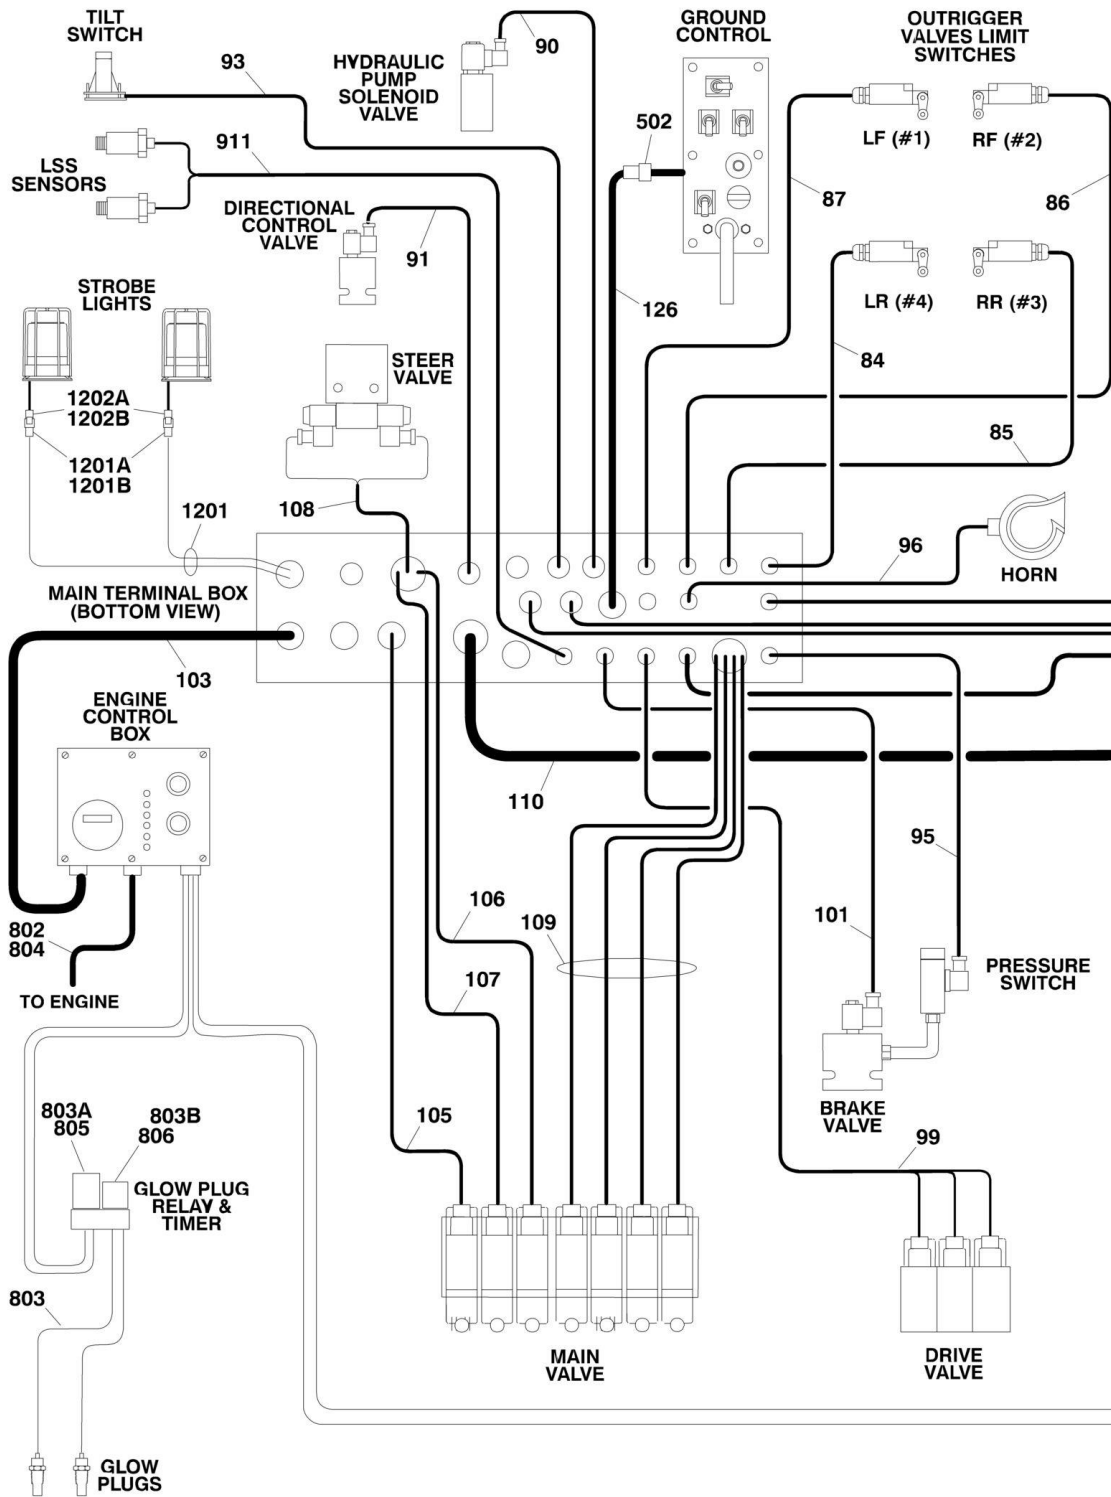 TILT
SWITCH
93
HYDRAULIC
PUMP
SOLENOID
VALVE
90
GROUND
CONTROL
OUTRIGGER
VALVES LIMIT
SWITCHES
911
502
LF (#1)
RF (#2)
LSS
SENSORS
87
86
DIRECTIONAL
CONTROL
VALVE
91
126
LR (#4)
RR (#3)
STROBE
LIGHTS
STEER
VALVE
84
1202A
1202B
1201A
1201B
85
108
1201
96
HORN
MAIN TERMINAL BOX
(BOTTOM VIEW)
103
ENGINE
CONTROL
BOX
110
95
106
109
101
802
804
107
PRESSURE
SWITCH
TO ENGINE
803A
805
803B
806
105
BRAKE
VALVE
99
GLOW PLUG
RELAY &
TIMER
803
MAIN
VALVE
DRIVE
VALVE
GLOW
PLUGS